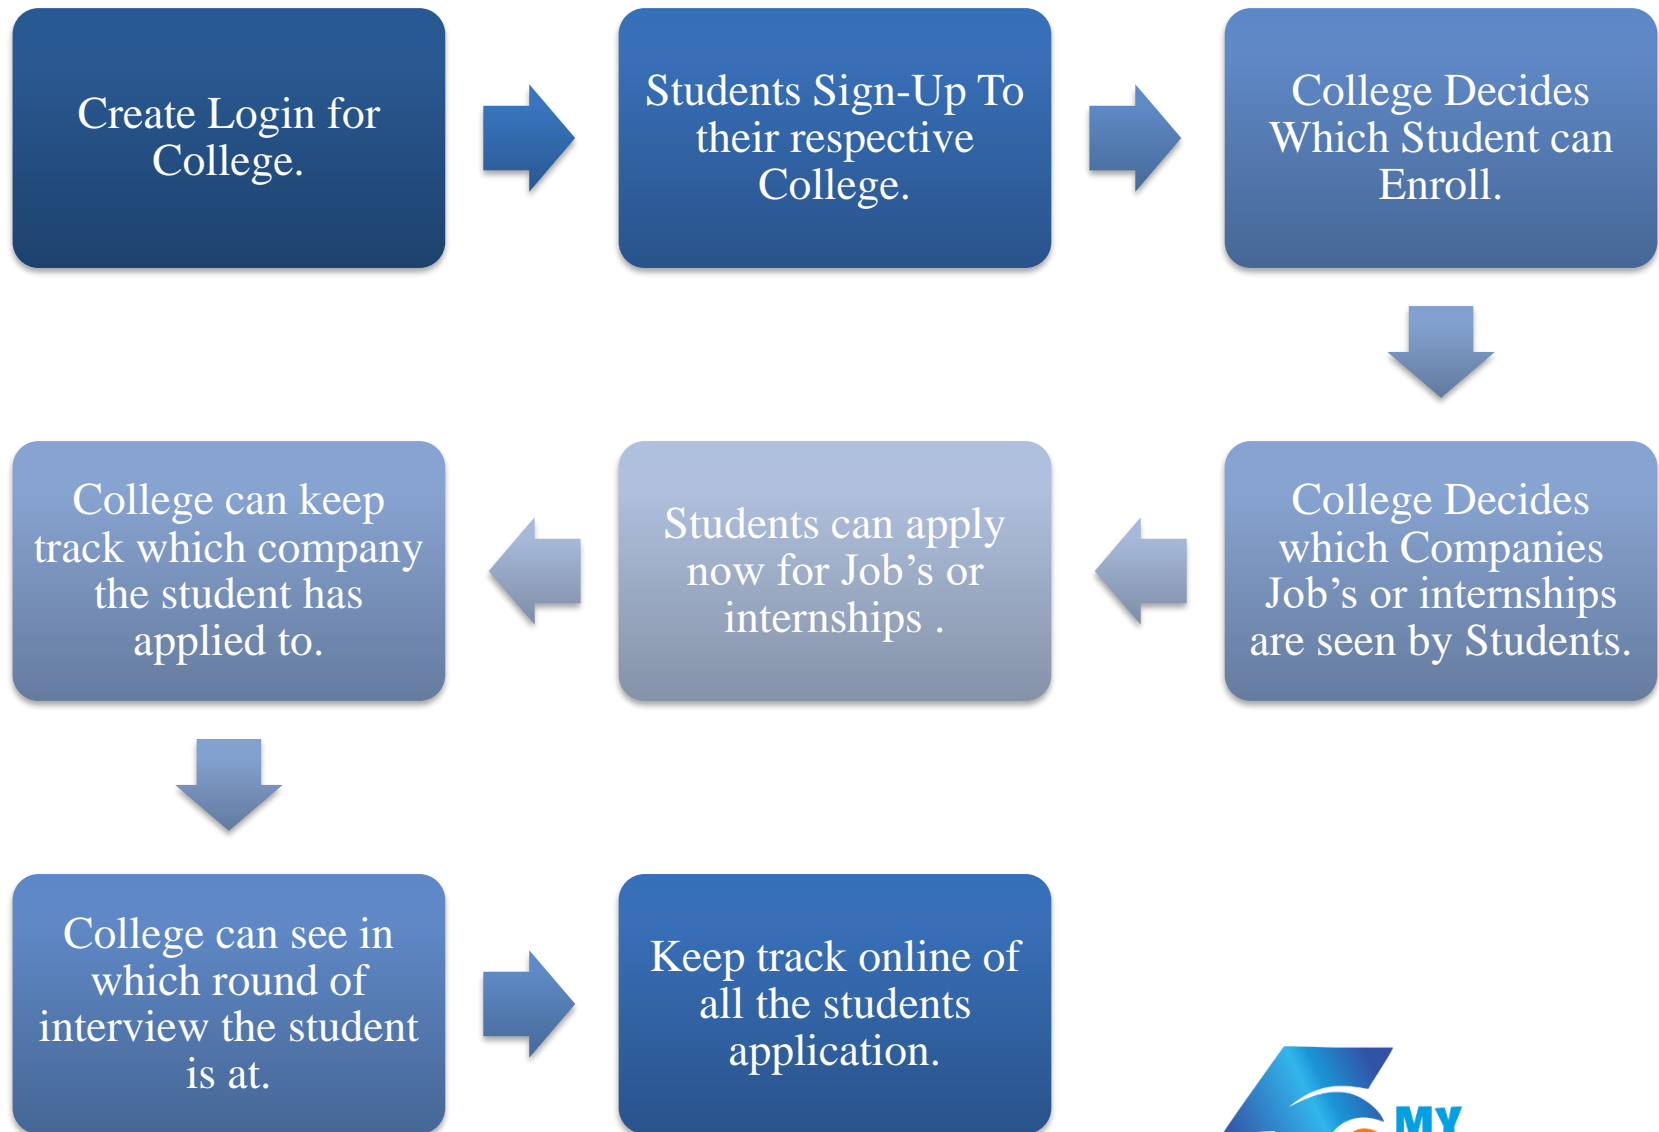 Create Login for
College.
Students Sign-Up To
their respective
College.
College Decides
Which Student can
Enroll.
College Decides
which Companies
Job’s or internships
are seen by Students.
Students can apply
now for Job’s or
internships .
College can keep
track which company
the student has
applied to.
College can see in
which round of
interview the student
is at.
Keep track online of
all the students
application.
MY